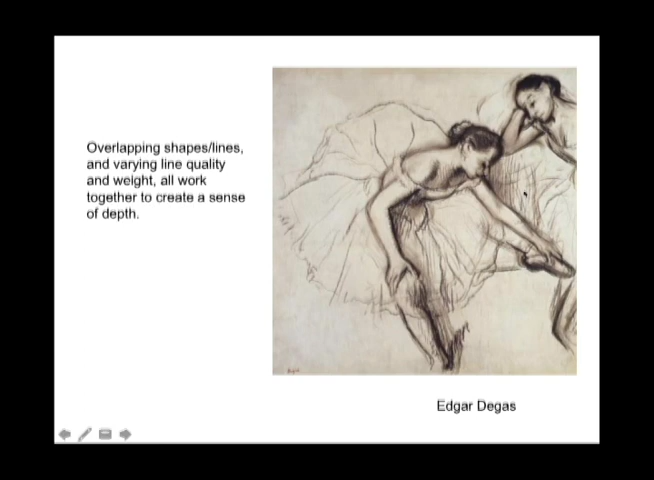 Overlapping shapes/lines,
and varying line quality
and weight, all work
together to create a sense
of depth.
Edgar Degas